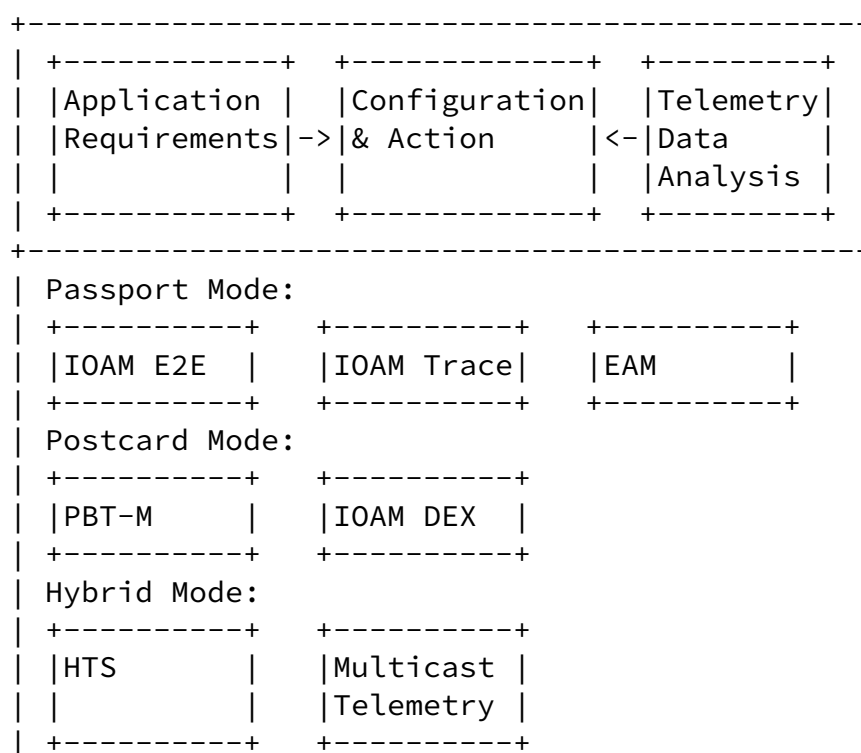 +-----------------------------------------------
| +------------+  +-------------+  +---------+
| |Application |  |Configuration|  |Telemetry|
| |Requirements|->|& Action     |<-|Data     |
| |            |  |             |  |Analysis |
| +------------+  +-------------+  +---------+
+-----------------------------------------------
| Passport Mode:
| +----------+   +----------+   +----------+
| |IOAM E2E  |   |IOAM Trace|   |EAM       |
| +----------+   +----------+   +----------+
| Postcard Mode:
| +----------+   +----------+
| |PBT-M     |   |IOAM DEX  |
| +----------+   +----------+
| Hybrid Mode:
| +----------+   +----------+
| |HTS       |   |Multicast |
| |          |   |Telemetry |
| +----------+   +----------+